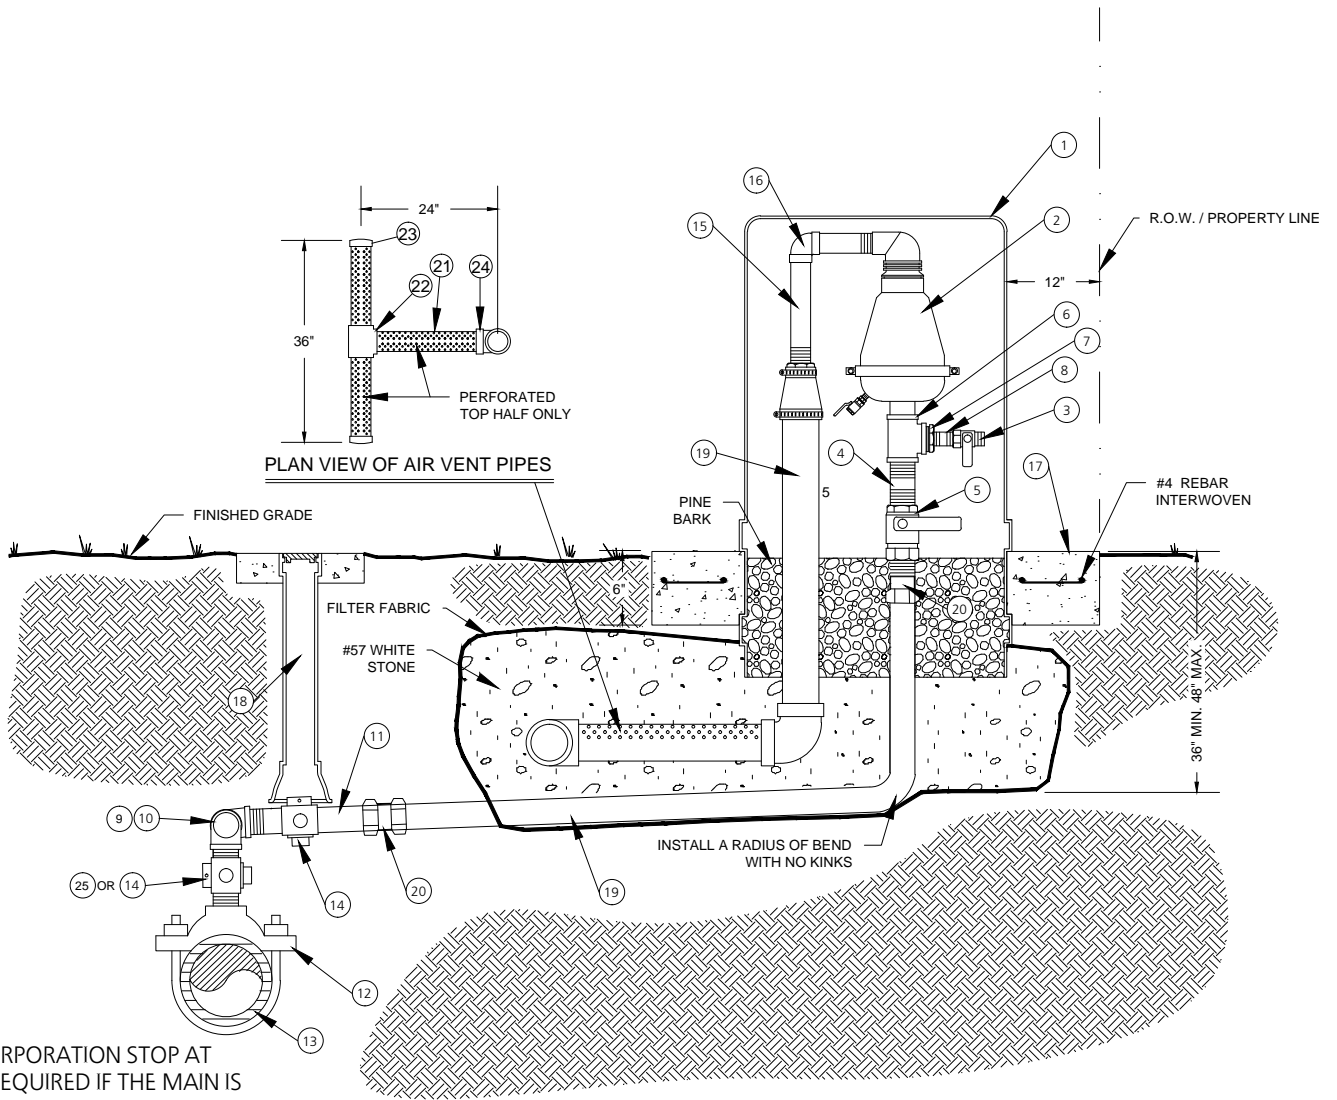 1
16
2
15
R.O.W. / PROPERTY LINE
24"
23
21
24
12"
22
6
7
36"
8
PERFORATED
TOP HALF ONLY
3
19
4
PLAN VIEW OF AIR VENT PIPES
17
#4 REBAR
INTERWOVEN
5
5
PINE
BARK
FINISHED GRADE
6"
20
FILTER FABRIC
#57 WHITE
STONE
18
36" MIN. 48" MAX.
11
9
10
INSTALL A RADIUS OF BEND
WITH NO KINKS
25 OR 14
14
20
19
12
13
RPORATION STOP AT
EQUIRED IF THE MAIN IS